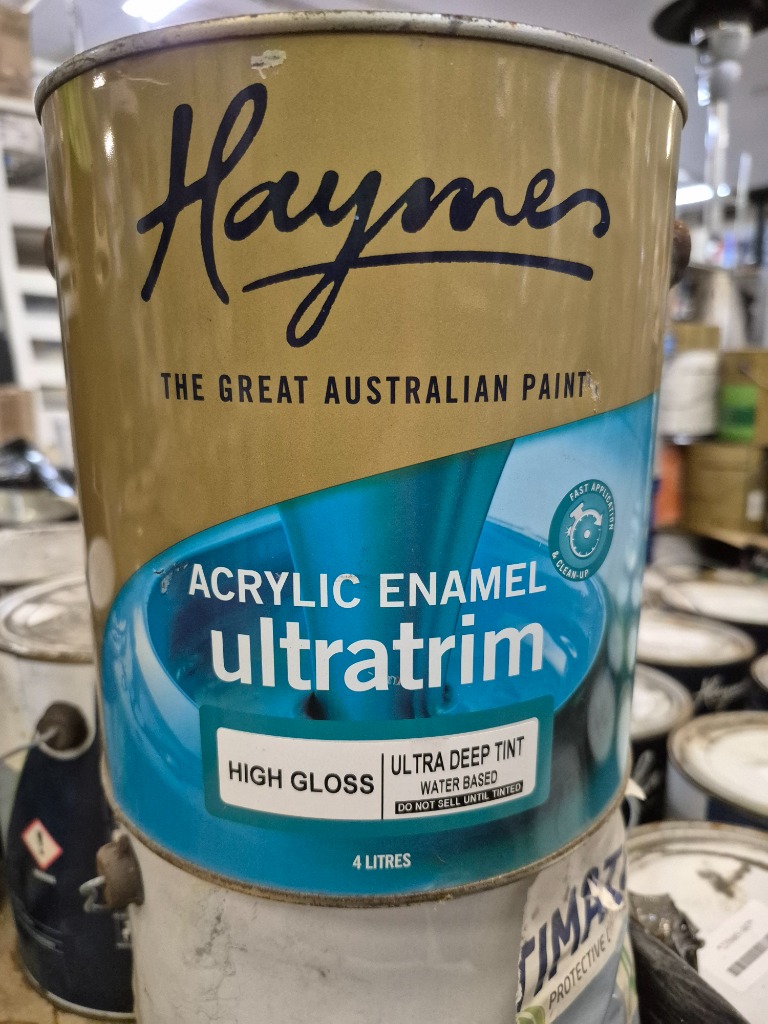 Haymes
THE GREAT AUSTRALIAN PAINT
FAST APPLICATION
& CLEAN-UP
ACRYLIC ENAMEL
ultratrim
HIGH GLOSS
ULTRA DEEP TINT
WATER BASED
DO NOT SELL UNTIL TINTED
4 LITRES
PROTECTIVE